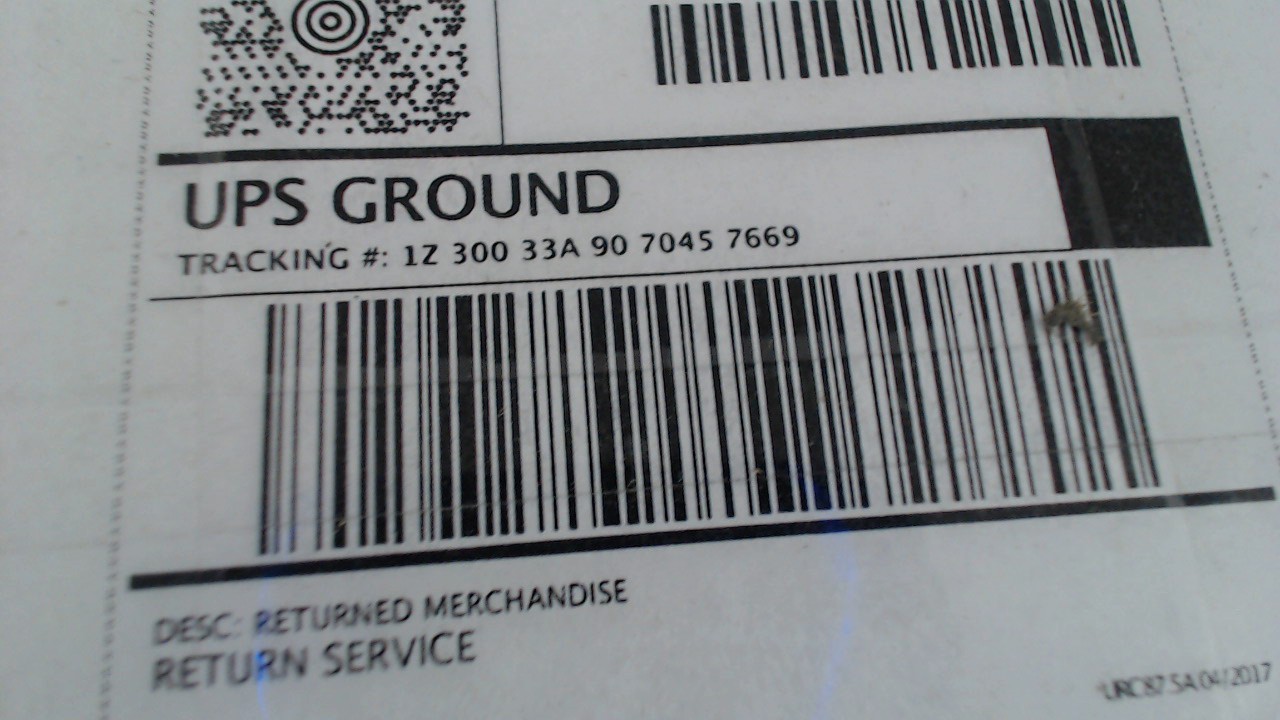 UPS GROUND
TRACKING #: 1Z 300 33A 90 7045 7669
DESC: RETURNED MERCHANDISE
RETURN SERVICE
URC87.5A 04/2017